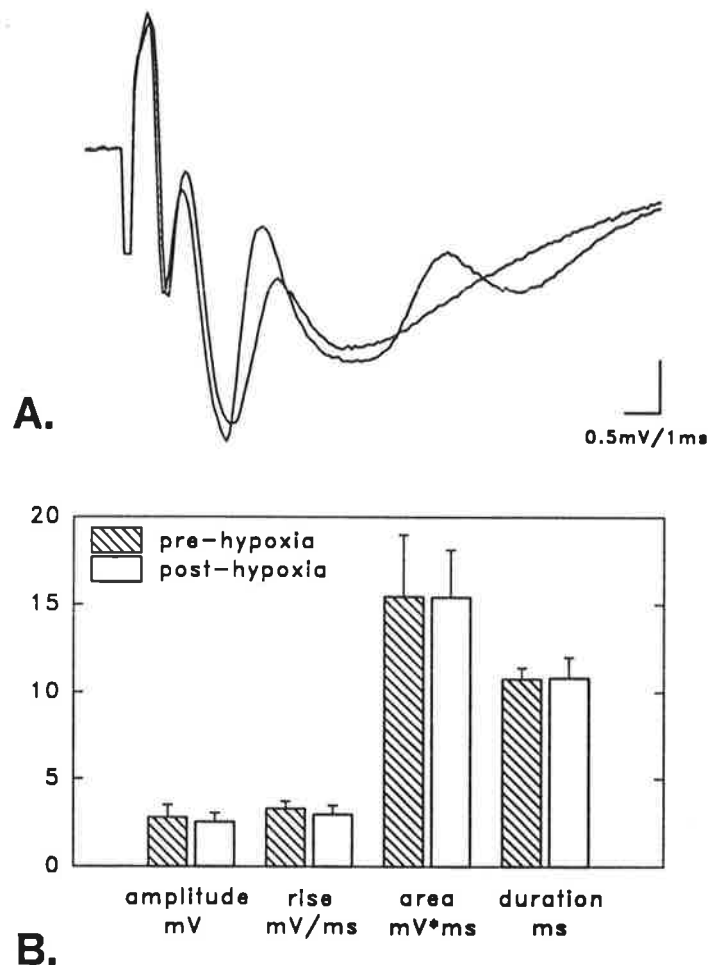 A.
0.5mV/1ms
20
15
10
5
0
pre-hypoxia
post-hypoxia
amplitude
mV
rise
mV/ms
area
mV*ms
duration
ms
B.